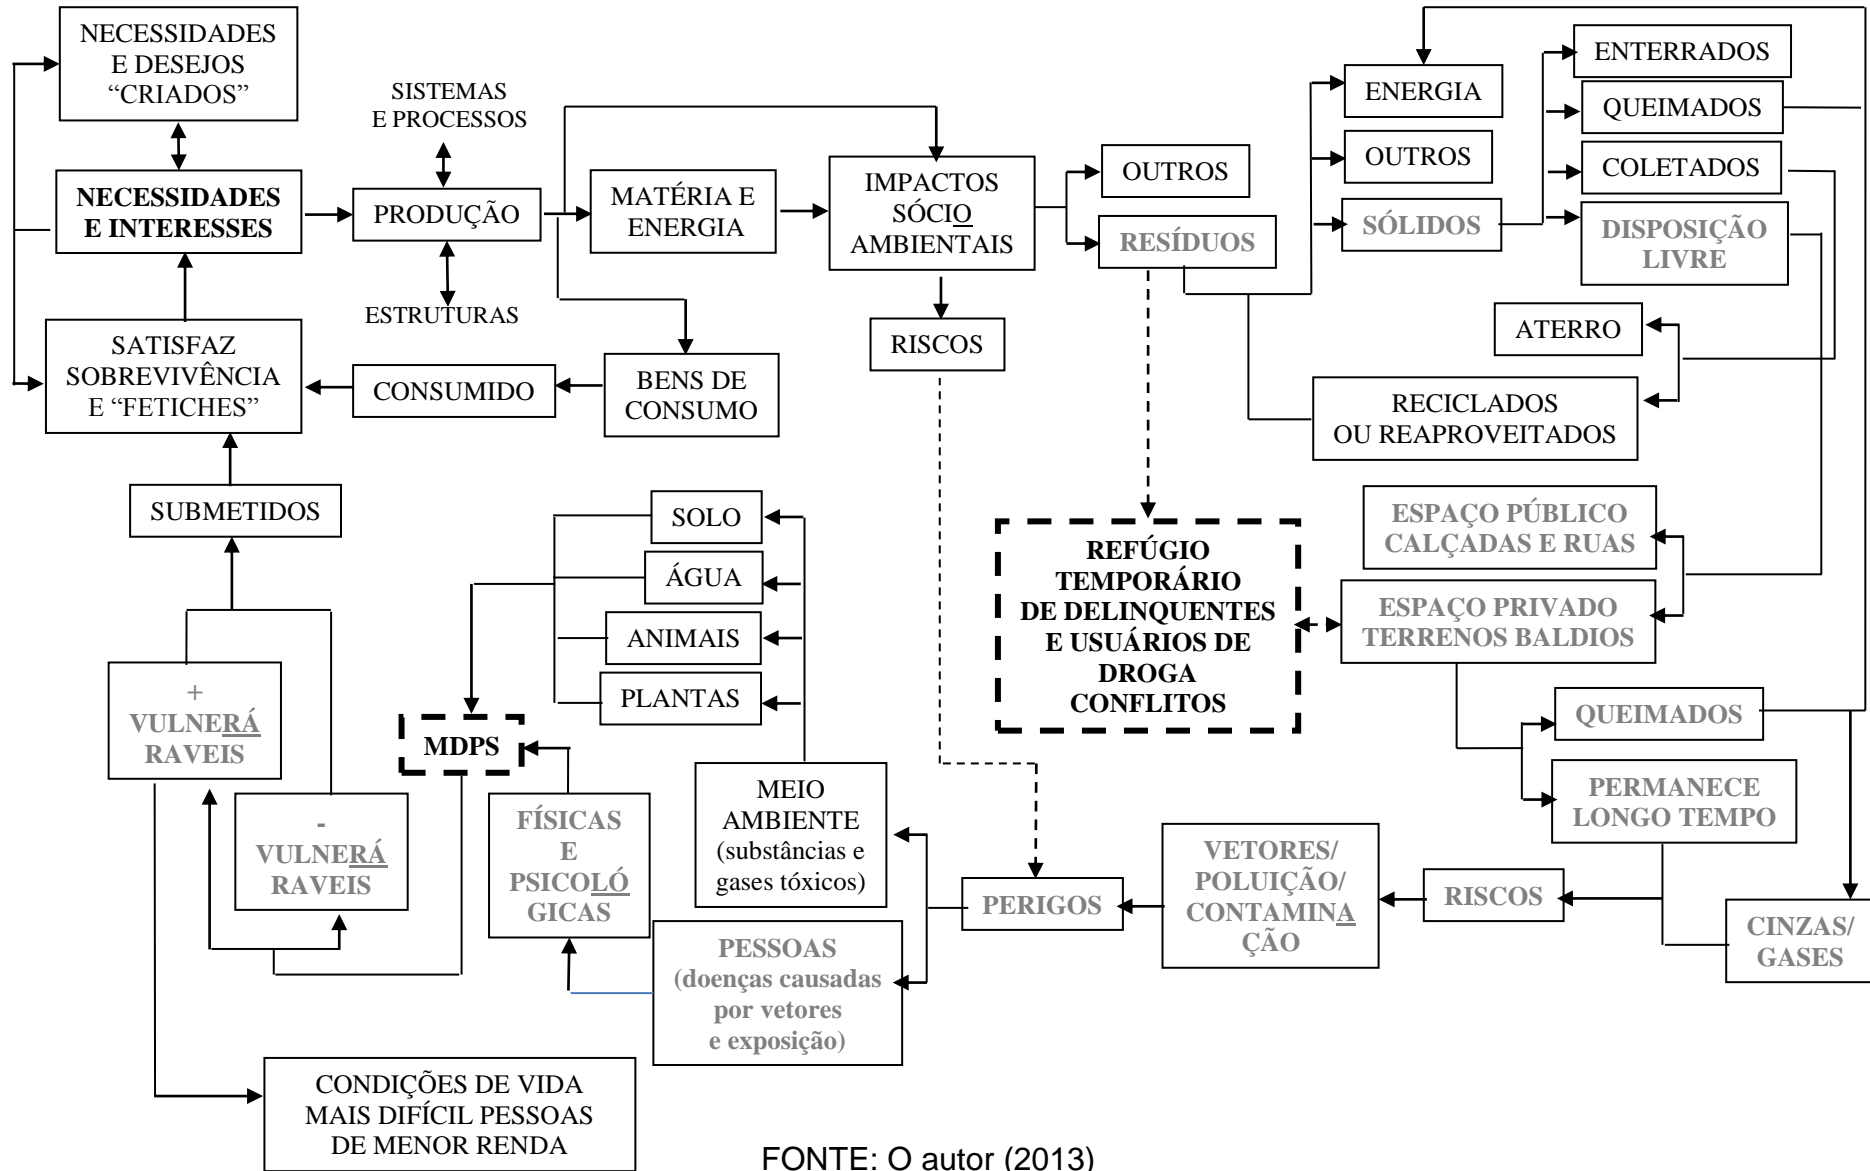 NECESSIDADES
E DESEJOS
“CRIADOS”
NECESSIDADES
E INTERESSES
SATISFAZ
SOBREVIVÊNCIA
E “FETICHES”
SISTEMAS
E PROCESSOS
PRODUÇÃO
ESTRUTURAS
CONSUMIDO
BENS DE
CONSUMO
MATÉRIA E
ENERGIA
IMPACTOS
SÓCIO
AMBIENTAIS
RISCOS
OUTROS
RESÍDUOS
ENERGIA
OUTROS
SÓLIDOS
ENTERRADOS
QUEIMADOS
COLETADOS
DISPOSIÇÃO
LIVRE
ATERRO
RECICLADOS
OU REAPROVEITADOS
SUBMETIDOS
SOLO
ÁGUA
ANIMAIS
PLANTAS
REFÚGIO
TEMPORÁRIO
DE DELINQUENTES
E USUÁRIOS DE
DROGA
CONFLITOS
ESPAÇO PÚBLICO
CALÇADAS E RUAS
ESPAÇO PRIVADO
TERRENOS BALDIOS
+
VULNERÁ
RAVEIS
-
VULNERÁ
RAVEIS
MDPS
FÍSICAS
E
PSICOLÓ
GICAS
MEIO
AMBIENTE
(substâncias e
gases tóxicos)
PESSOAS
(doenças causadas
por vetores
e exposição)
PERIGOS
VETORES/
POLUIÇÃO/
CONTAMINA
ÇÃO
RISCOS
QUEIMADOS
PERMANECE
LONGO TEMPO
CINZAS/
GASES
CONDIÇÕES DE VIDA
MAIS DIFÍCIL PESSOAS
DE MENOR RENDA
FONTE: O autor (2013)